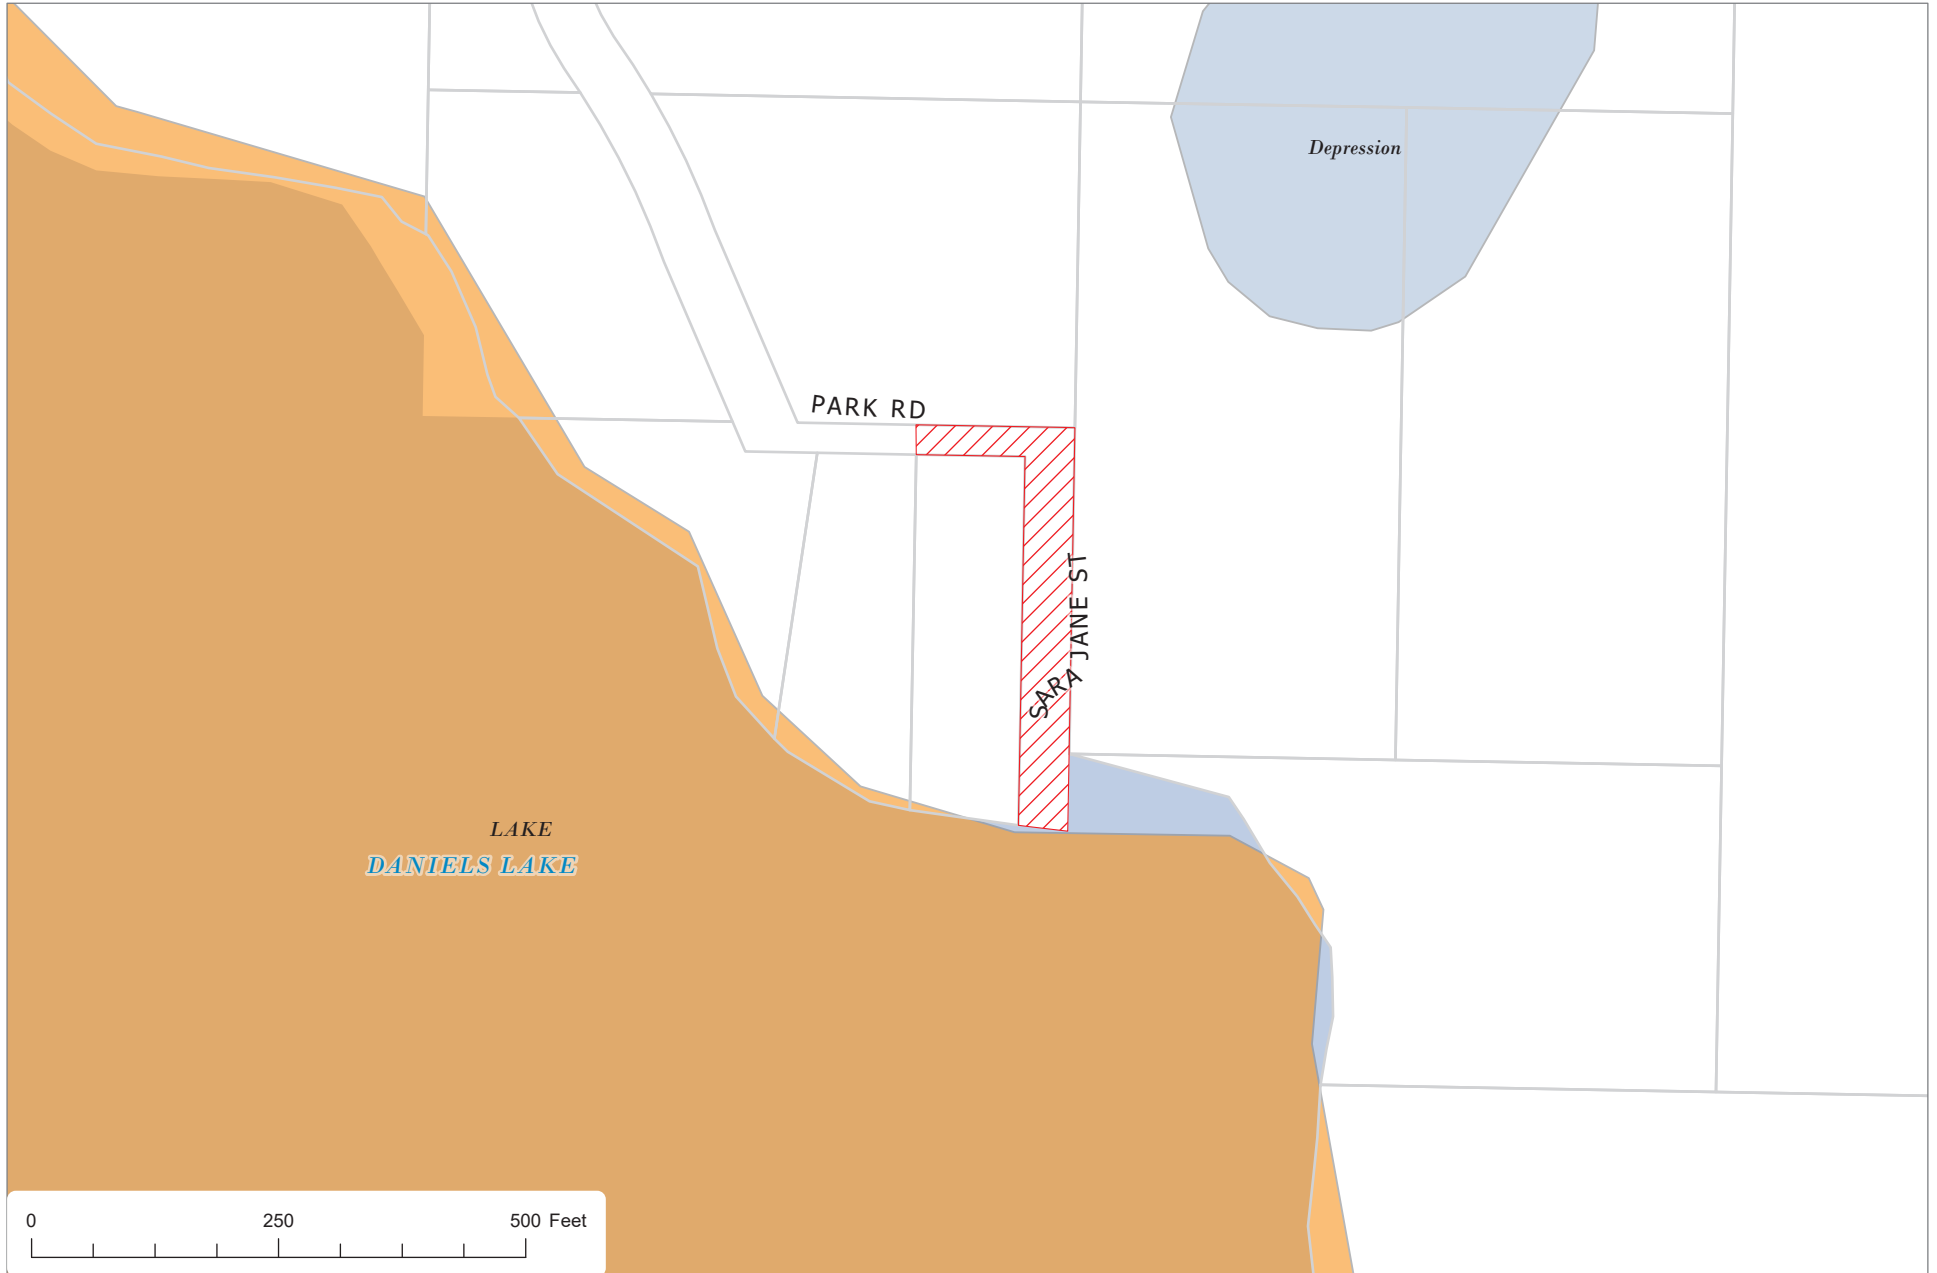 Depression
PARK RD
SARA JANE ST
LAKE
DANIELS LAKE
0 250 500 Feet